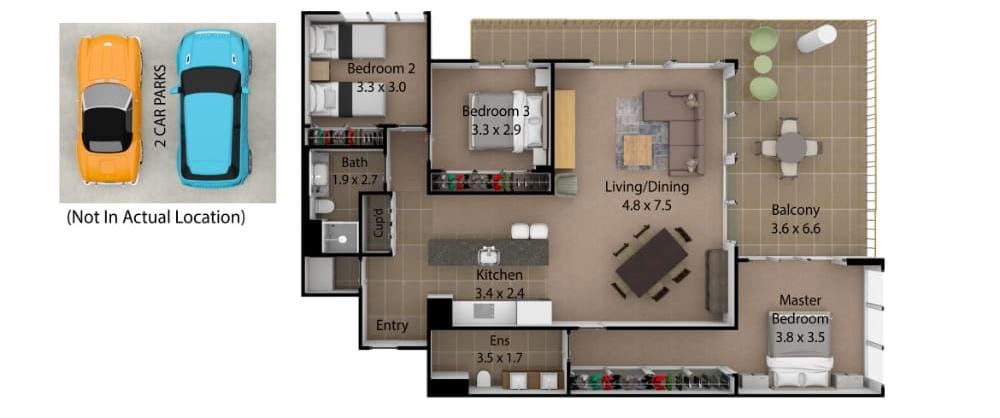 2 CAR PARKS
(Not In Actual Location)
Bedroom 2
3.3 x 3.0
Bedroom 3
3.3 x 2.9
Bath
1.9 x 2.7
Cup'd
Living/Dining
4.8 x 7.5
Balcony
3.6 x 6.6
Kitchen
3.4 x 2.4
Entry
Ens
3.5 x 1.7
Master
Bedroom
3.8 x 3.5